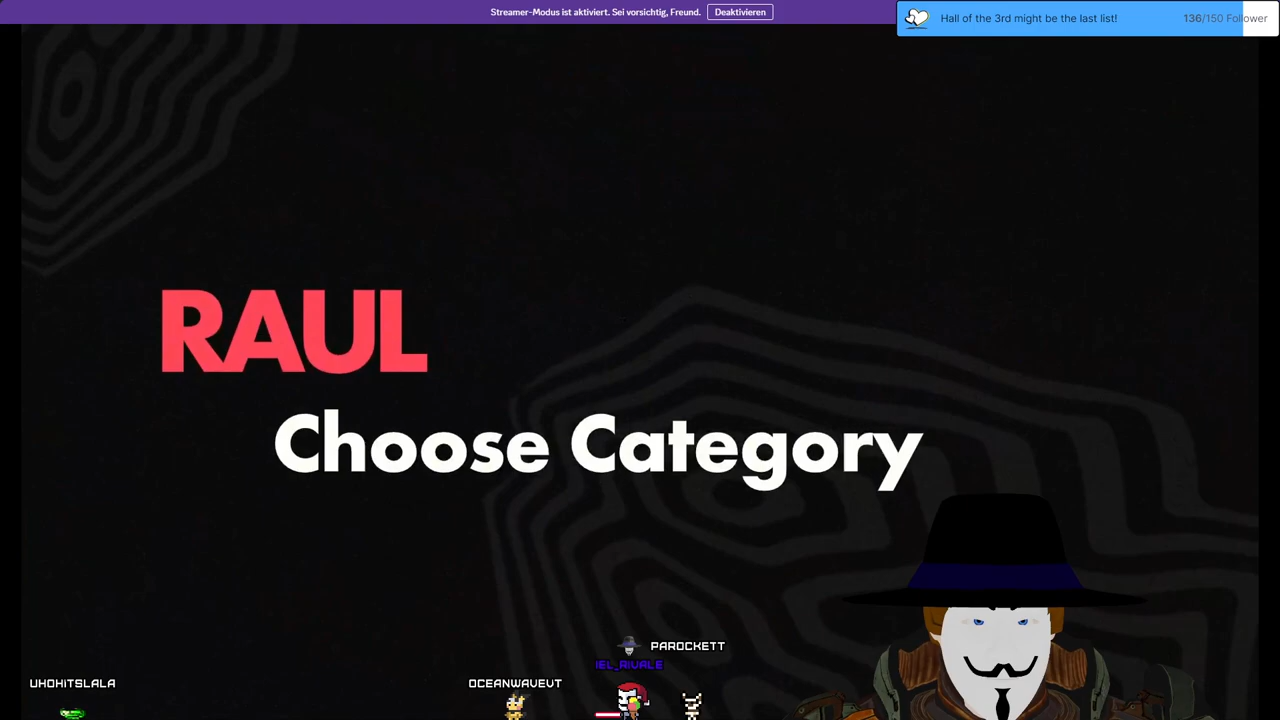 Streamer-Modus ist aktiviert. Sei vorsichtig, Freund. Deaktivieren
Hall of the 3rd might be the last list! 136/150 Follower
RAUL
Choose Category
PAROCKETT
IEL_RIVALE
UHOHITSLALA
OCEANWAVEVT